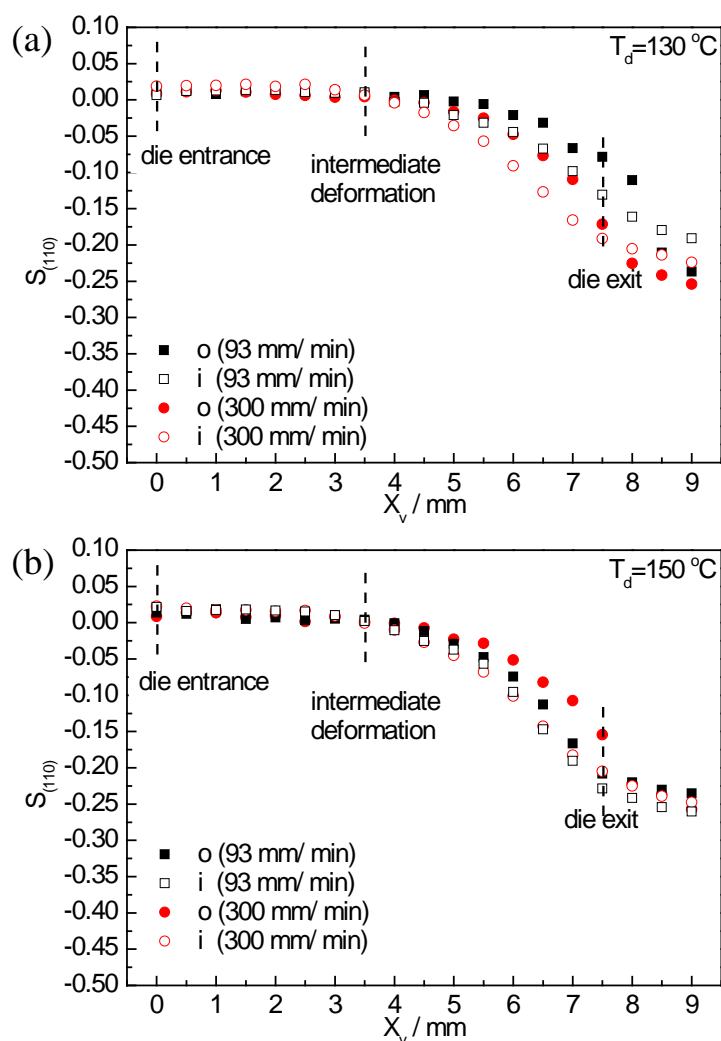 (a)
T_d=130 °C
0.10
0.05
0.00
-0.05
-0.10
-0.15
-0.20
-0.25
-0.30
-0.35
-0.40
-0.45
-0.50
S_(110)
die entrance
intermediate
deformation
die exit
o (93 mm/ min)
i (93 mm/ min)
o (300 mm/ min)
i (300 mm/ min)
0 1 2 3 4 5 6 7 8 9
X_v / mm
(b)
T_d=150 °C
0.10
0.05
0.00
-0.05
-0.10
-0.15
-0.20
-0.25
-0.30
-0.35
-0.40
-0.45
-0.50
S_(110)
die entrance
intermediate
deformation
die exit
o (93 mm/ min)
i (93 mm/ min)
o (300 mm/ min)
i (300 mm/ min)
0 1 2 3 4 5 6 7 8 9
X_v / mm